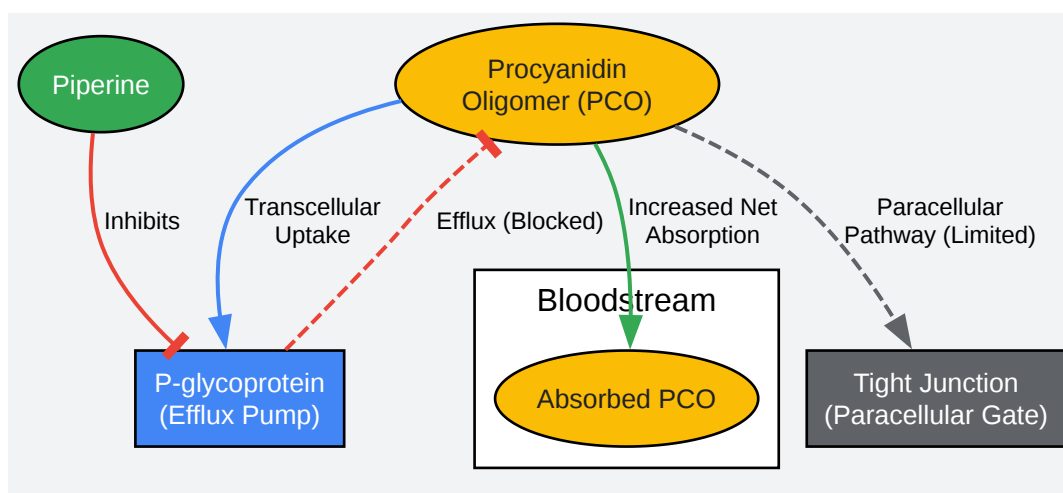 Piperine
Procyanidin
Oligomer (PCO)
Inhibits
Transcellular
Uptake
Efflux (Blocked)
Increased Net
Absorption
Paracellular
Pathway (Limited)
Bloodstream
P-glycoprotein
(Efflux Pump)
Absorbed PCO
Tight Junction
(Paracellular Gate)